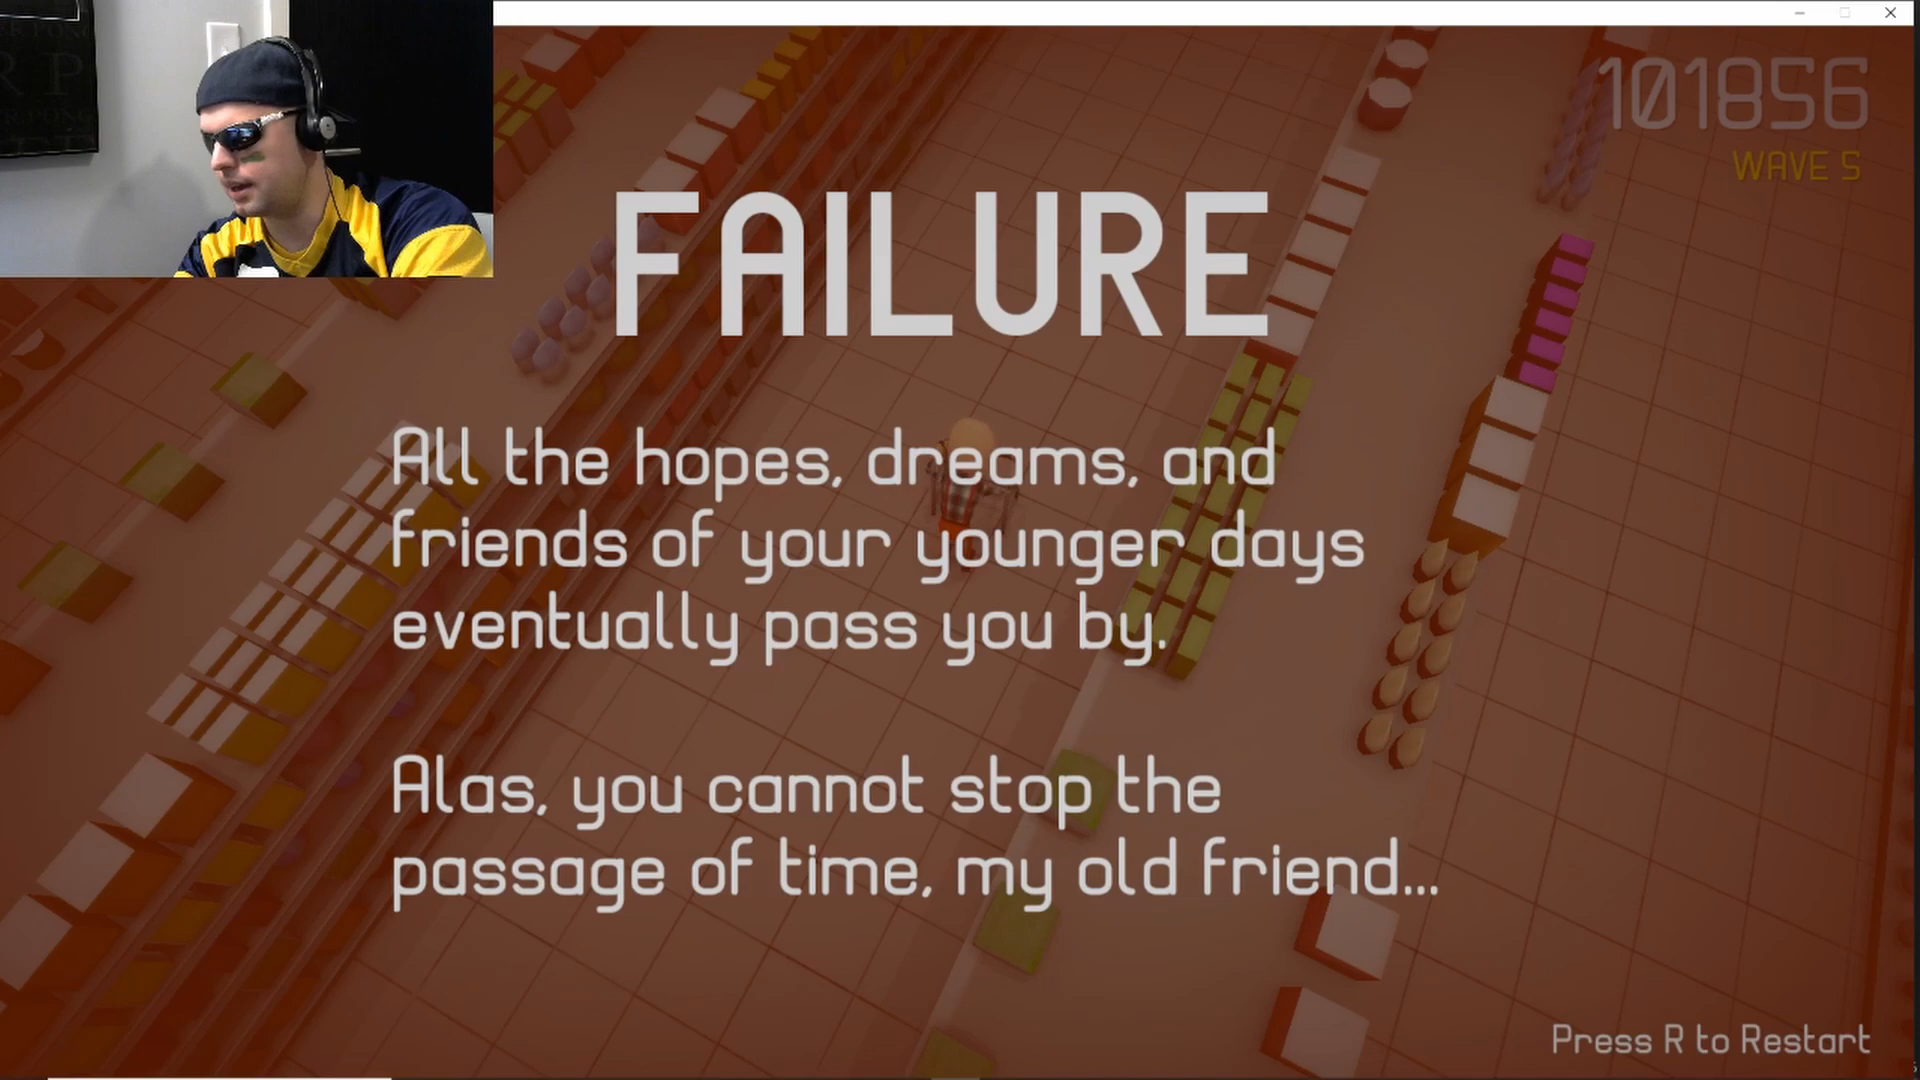 R P
101856
WAVE 5
FAILURE
All the hopes, dreams, and
friends of your younger days
eventually pass you by.
Alas, you cannot stop the
passage of time, my old friend...
Press R to Restart